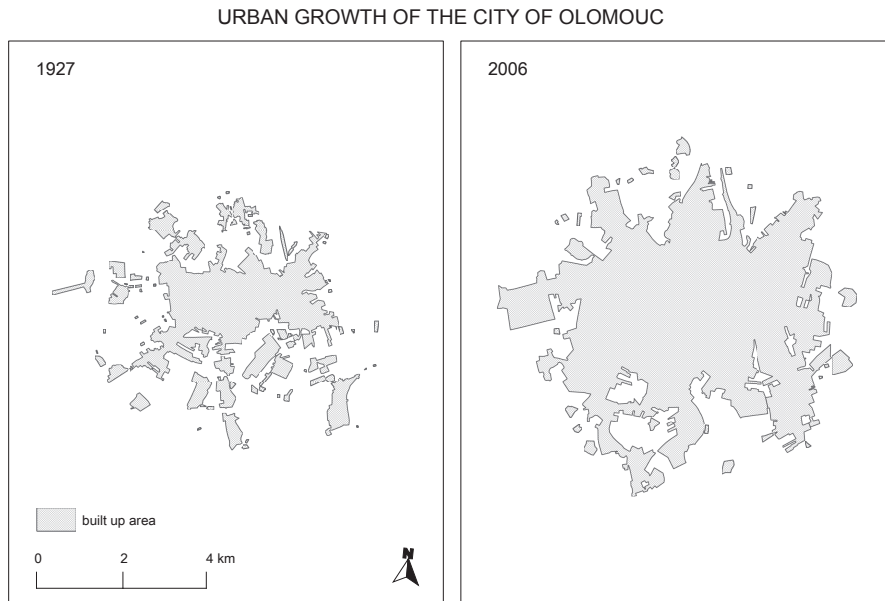 URBAN GROWTH OF THE CITY OF OLOMOUC
1927
2006
built up area
0 2 4 km
N